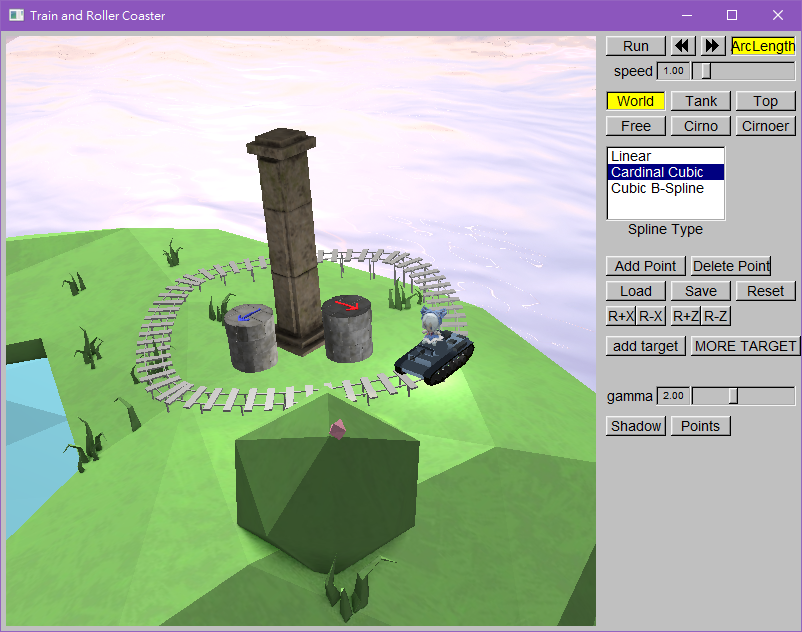 Train and Roller Coaster
Run
ArcLength
speed 1.00
World Tank Top
Free Cirno Cirnoer
Linear
Cardinal Cubic
Cubic B-Spline
Spline Type
Add Point Delete Point
Load Save Reset
R+X R-X R+Z R-Z
add target MORE TARGET
gamma 2.00
Shadow Points